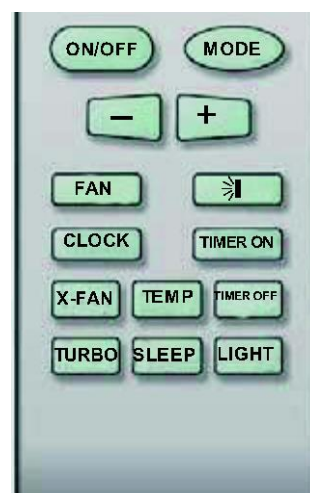 ON/OFF MODE
− +
FAN
CLOCK TIMER ON
X-FAN TEMP TIMER OFF
TURBO SLEEP LIGHT